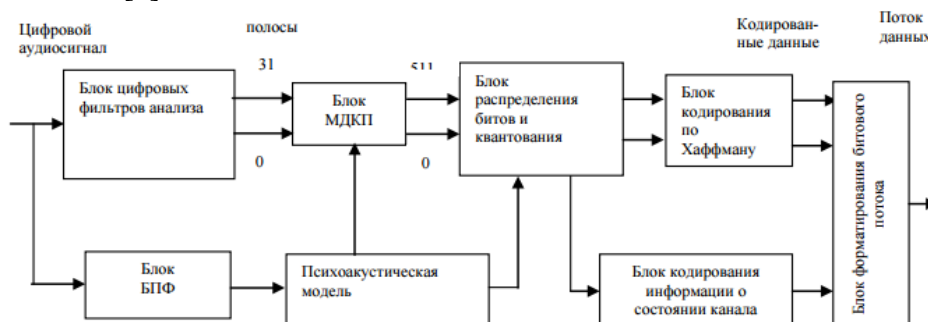 Цифровой
аудиосигнал
полосы
Кодирован-
ные данные
Поток
данных
31
511
Блок цифровых
фильтров анализа
Блок
МДКП
Блок
распределения
битов и
квантования
Блок
кодирования
по
Хаффману
0
0
Блок форматирования битового
потока
Блок
БПФ
Психоакустическая
модель
Блок кодирования
информации о
состоянии канала